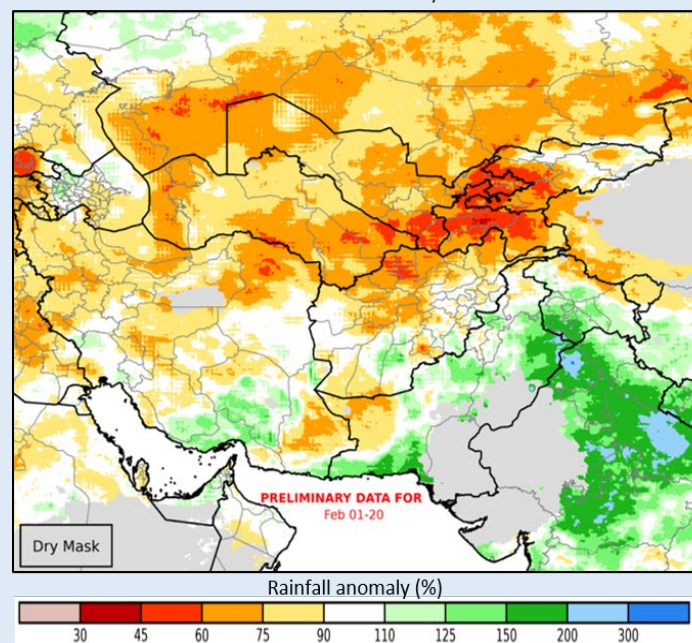 PRELIMINARY DATA FOR
Feb 01-20
Dry Mask
Rainfall anomaly (%)
30 45 60 75 90 110 125 150 200 300